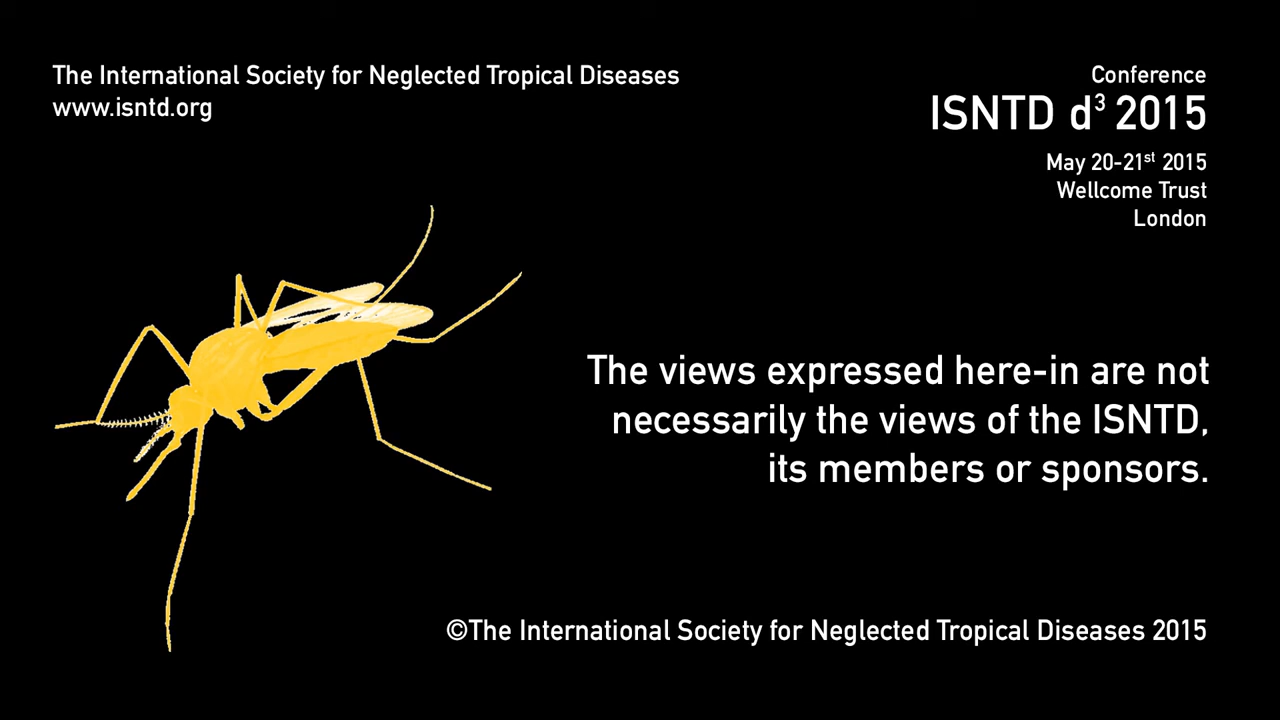 The International Society for Neglected Tropical Diseases
www.isntd.org
Conference
ISNTD d³ 2015
May 20-21ˢᵗ 2015
Wellcome Trust
London
The views expressed here-in are not
necessarily the views of the ISNTD,
its members or sponsors.
©The International Society for Neglected Tropical Diseases 2015